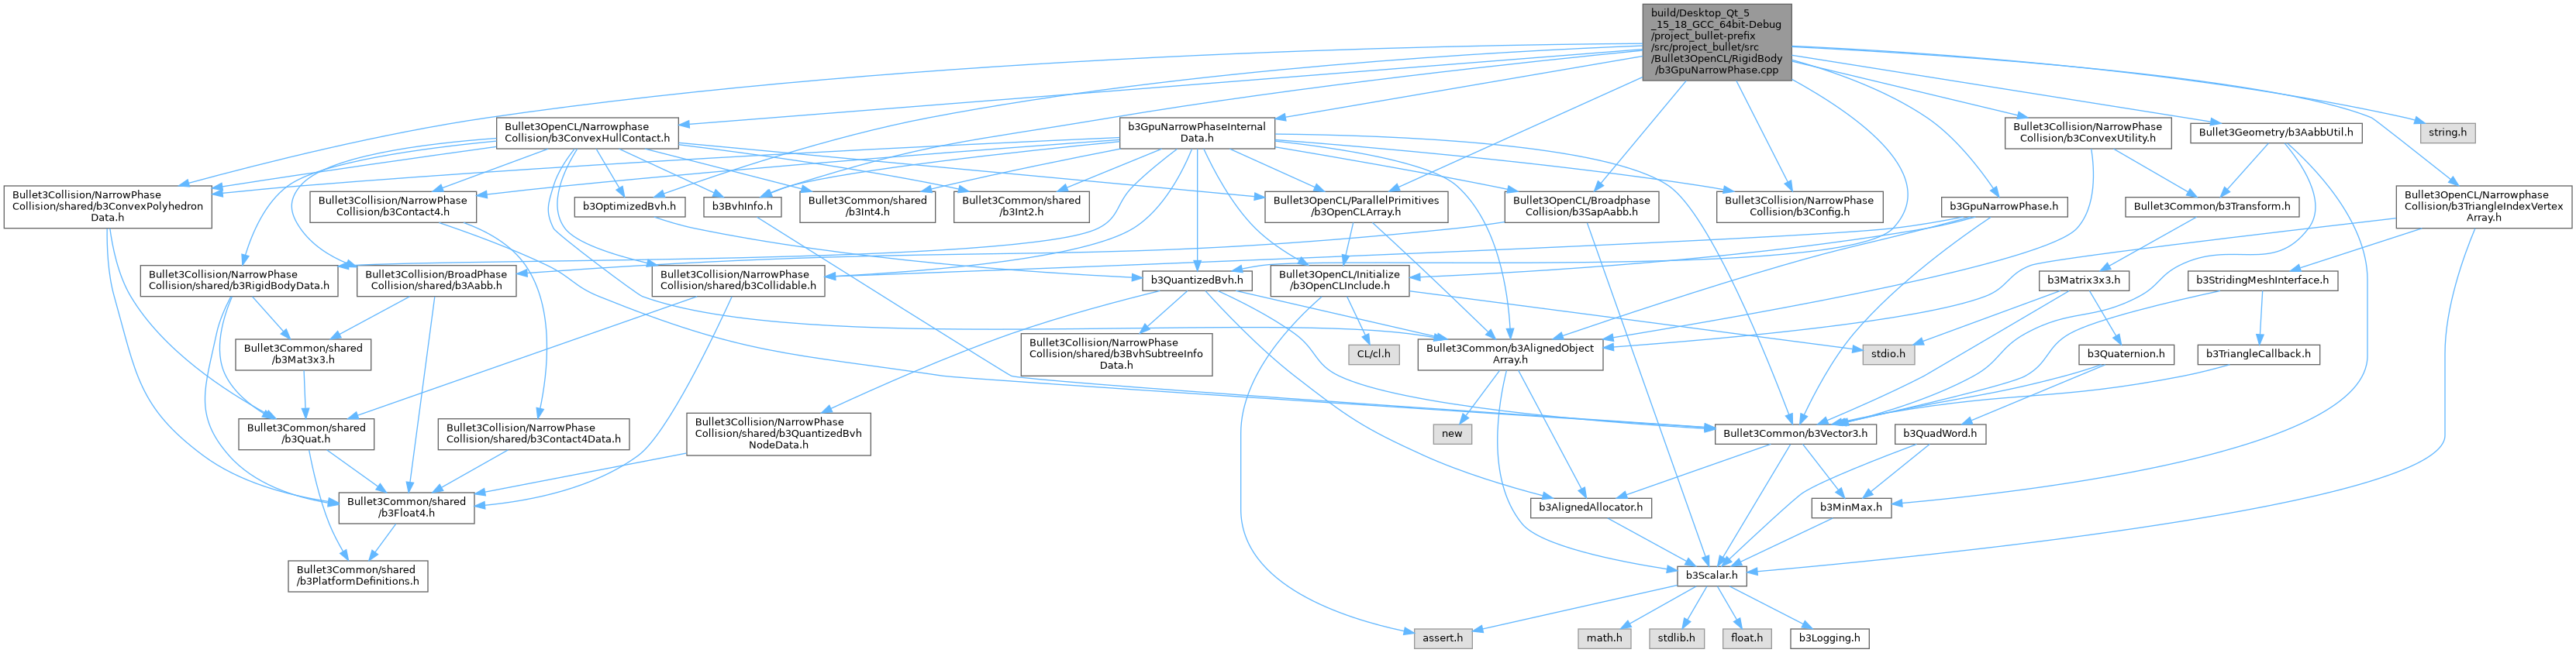 build/Desktop_Qt_5
_15_18_GCC_64bit-Debug
/project_bullet-prefix
/src/project_bullet/src
/Bullet3OpenCL/RigidBody
/b3GpuNarrowPhase.cpp
Bullet3OpenCL/Narrowphase
Collision/b3ConvexHullContact.h
b3GpuNarrowPhaseInternal
Data.h
Bullet3Collision/NarrowPhase
Collision/b3ConvexUtility.h
Bullet3Geometry/b3AabbUtil.h
string.h
Bullet3Collision/NarrowPhase
Collision/shared/b3ConvexPolyhedron
Data.h
Bullet3Collision/NarrowPhase
Collision/b3Contact4.h
b3OptimizedBvh.h
b3BvhInfo.h
Bullet3Common/shared
/b3Int4.h
Bullet3Common/shared
/b3Int2.h
Bullet3OpenCL/ParallelPrimitives
/b3OpenCLArray.h
Bullet3OpenCL/Broadphase
Collision/b3SapAabb.h
Bullet3Collision/NarrowPhase
Collision/b3Config.h
b3GpuNarrowPhase.h
Bullet3Common/b3Transform.h
Bullet3OpenCL/Narrowphase
Collision/b3TriangleIndexVertex
Array.h
Bullet3Collision/NarrowPhase
Collision/shared/b3RigidBodyData.h
Bullet3Collision/BroadPhase
Collision/shared/b3Aabb.h
Bullet3Collision/NarrowPhase
Collision/shared/b3Collidable.h
b3QuantizedBvh.h
Bullet3OpenCL/Initialize
/b3OpenCLInclude.h
b3Matrix3x3.h
b3StridingMeshInterface.h
Bullet3Common/shared
/b3Mat3x3.h
Bullet3Collision/NarrowPhase
Collision/shared/b3BvhSubtreeInfo
Data.h
CL/cl.h
Bullet3Common/b3AlignedObject
Array.h
stdio.h
b3Quaternion.h
b3TriangleCallback.h
Bullet3Common/shared
/b3Quat.h
Bullet3Collision/NarrowPhase
Collision/shared/b3Contact4Data.h
Bullet3Collision/NarrowPhase
Collision/shared/b3QuantizedBvh
NodeData.h
new
Bullet3Common/b3Vector3.h
b3QuadWord.h
Bullet3Common/shared
/b3Float4.h
b3AlignedAllocator.h
b3MinMax.h
Bullet3Common/shared
/b3PlatformDefinitions.h
b3Scalar.h
assert.h
math.h
stdlib.h
float.h
b3Logging.h